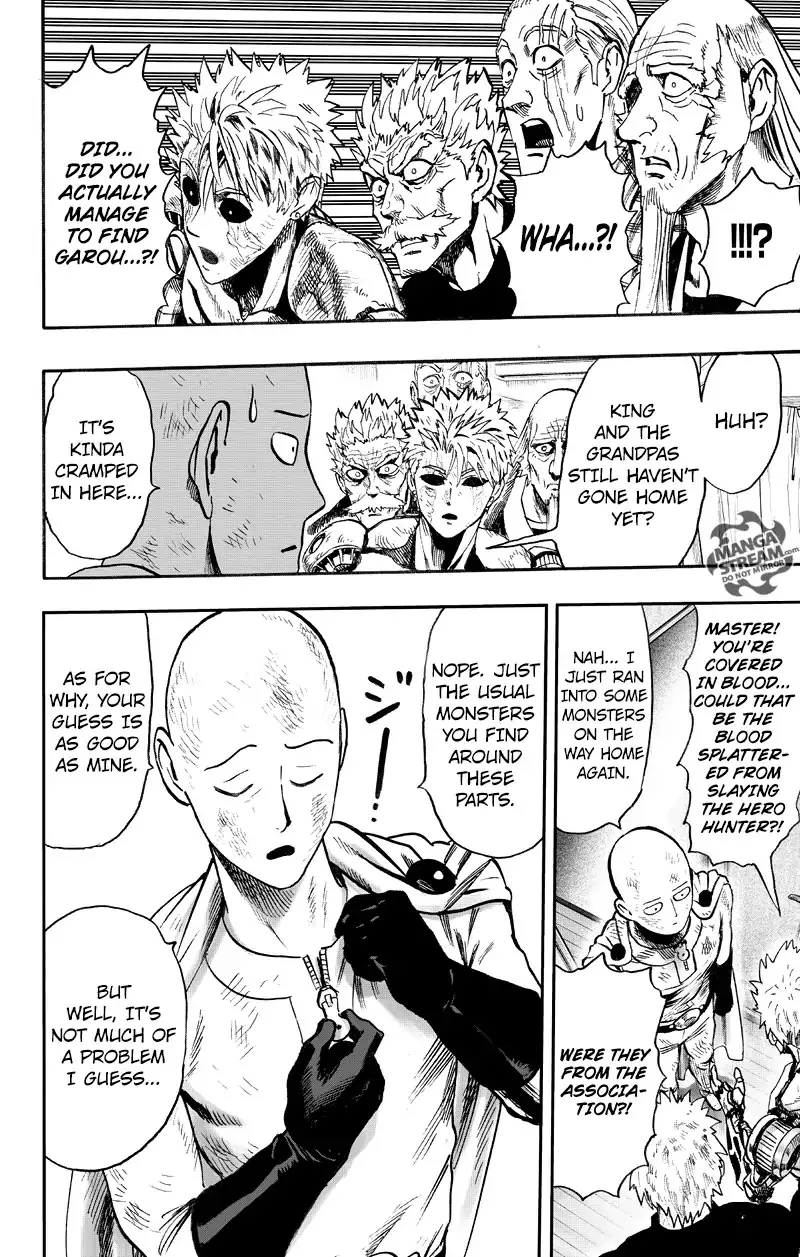 !!!?
WHA...?!
DID...
DID YOU
ACTUALLY
MANAGE
TO FIND
GAROU...?!
HUH?
KING
AND THE
GRANDPAS
STILL HAVEN'T
GONE HOME
YET?
IT'S
KINDA
CRAMPED
IN HERE...
MANGA
STREAM.com
DO NOT MIRROR
MASTER!
YOU'RE
COVERED
IN BLOOD...
COULD THAT
BE THE
BLOOD
SPLATTER-
ED FROM
SLAYING
THE HERO
HUNTER?!
NAH... I
JUST RAN
INTO SOME
MONSTERS
ON THE
WAY HOME
AGAIN.
WERE THEY
FROM THE
ASSOCIA-
TION?!
NOPE. JUST
THE USUAL
MONSTERS
YOU FIND
AROUND
THESE
PARTS.
AS FOR
WHY, YOUR
GUESS IS
AS GOOD
AS MINE.
BUT
WELL, IT'S
NOT MUCH OF
A PROBLEM
I GUESS...